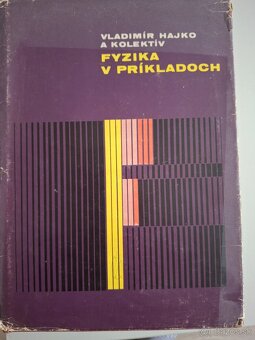 VLADIMÍR HAJKO
A KOLEKTÍV
FYZIKA
V PRÍKLADOCH